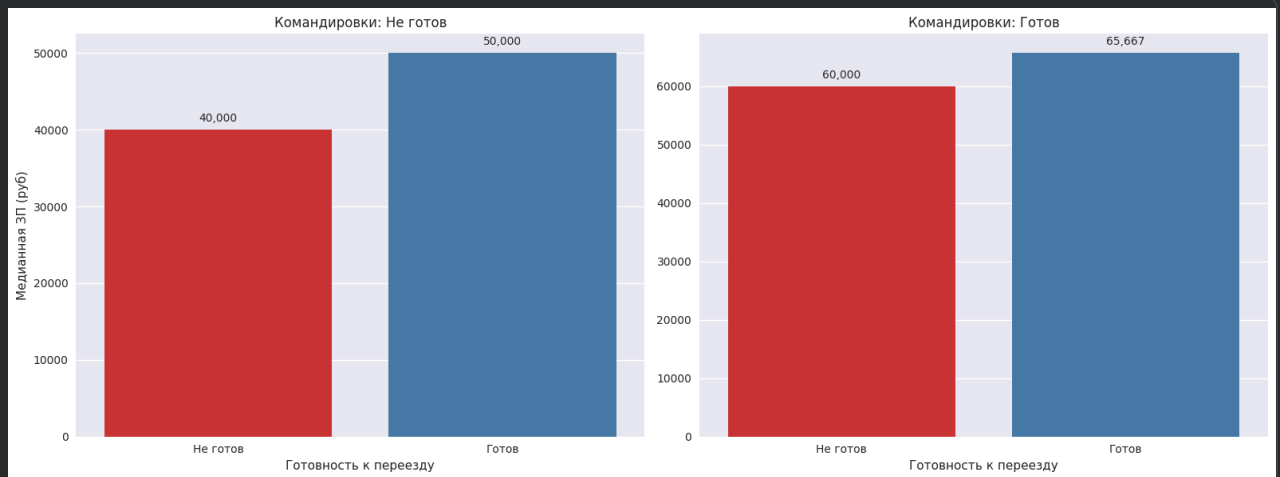 Командировки: Не готов
50,000
40,000
50000
40000
30000
20000
10000
0
Медианная ЗП (руб)
Не готов
Готов
Готовность к переезду
Командировки: Готов
65,667
60,000
60000
50000
40000
30000
20000
10000
0
Не готов
Готов
Готовность к переезду